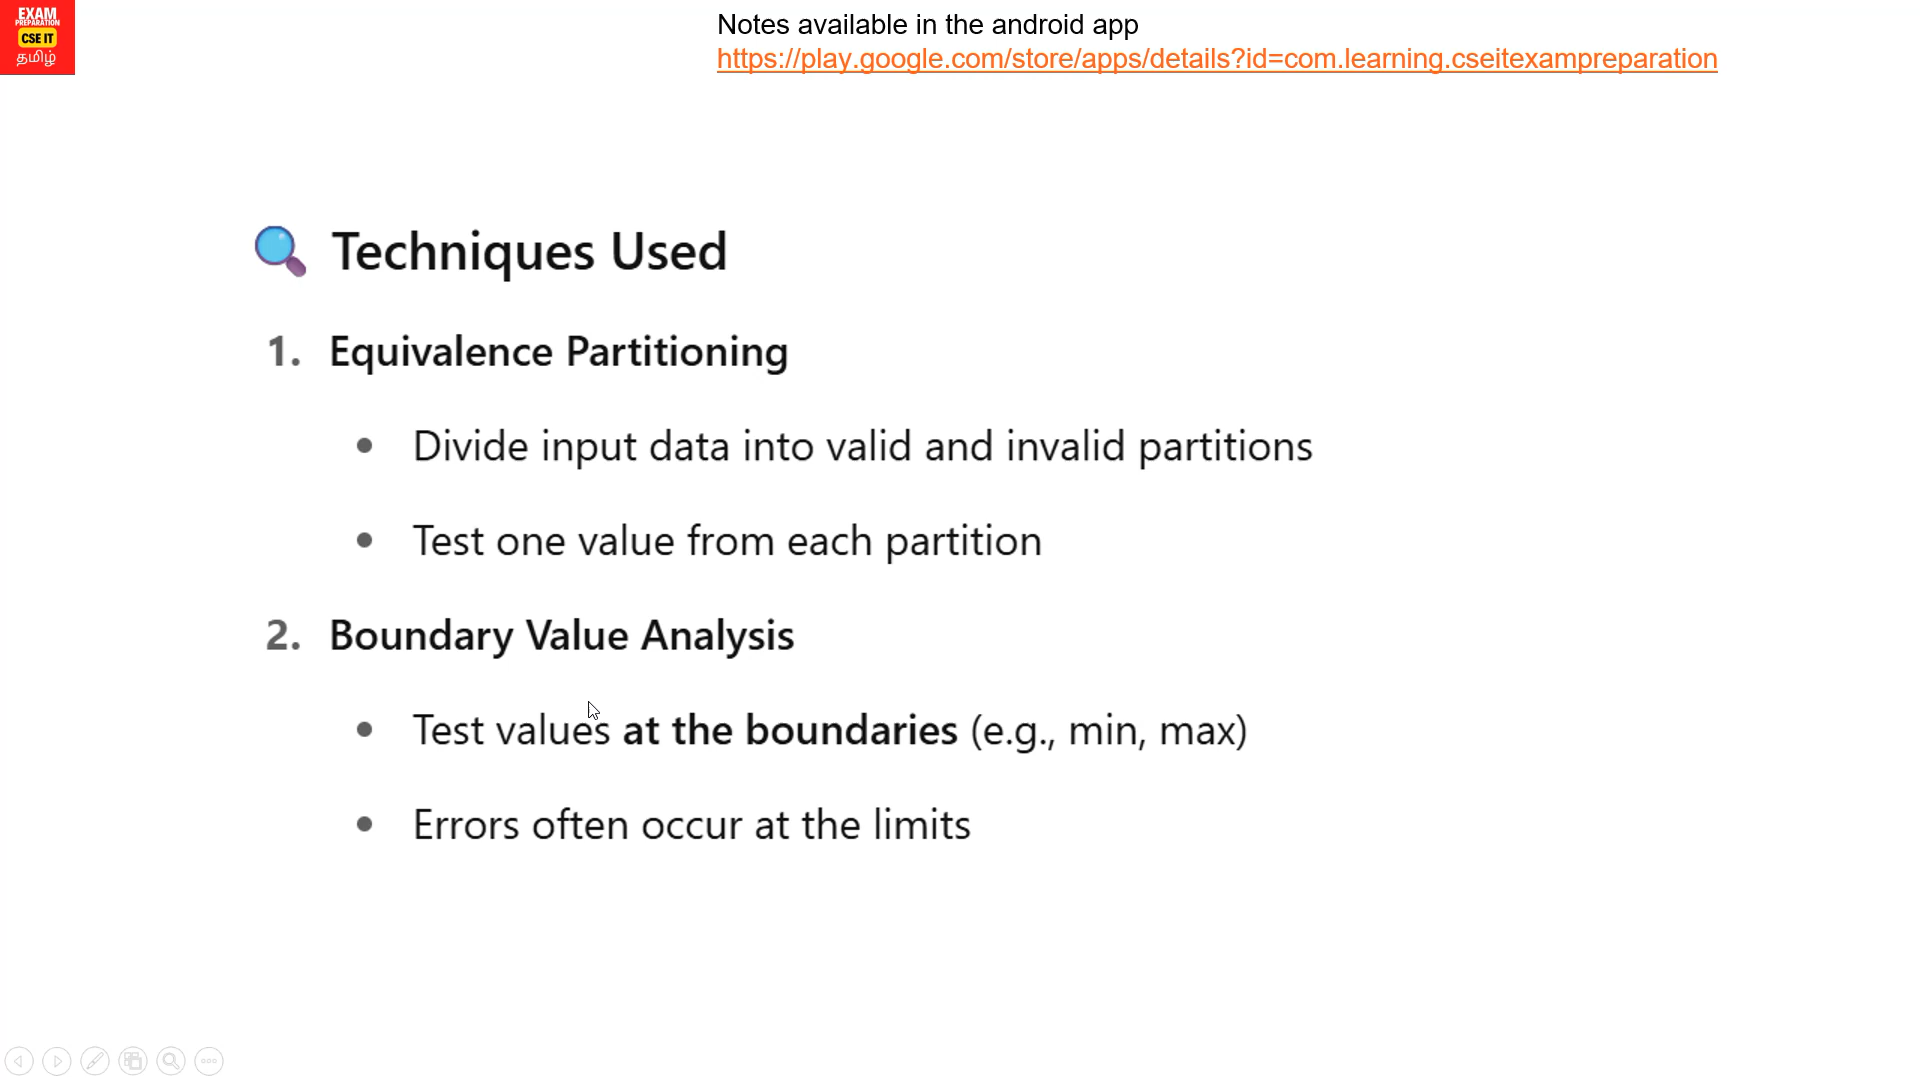 EXAM
PREPARATION
CSE IT
தமிழ்
Notes available in the android app
https://play.google.com/store/apps/details?id=com.learning.cseitexampreparation
Techniques Used
1. Equivalence Partitioning
• Divide input data into valid and invalid partitions
• Test one value from each partition
2. Boundary Value Analysis
• Test values at the boundaries (e.g., min, max)
• Errors often occur at the limits